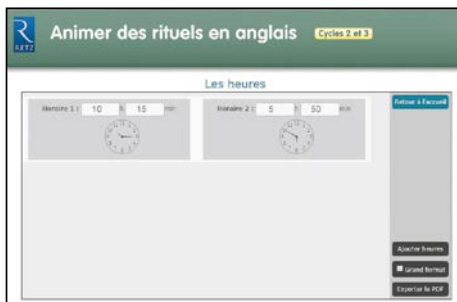 RETZ
Animer des rituels en anglais Cycles 2 et 3
Les heures
Horaire 1 : 10 h 15 min
Horaire 2 : 5 h 50 min
Retour à l'accueil
Ajouter heures
Grand format
Exporter le PDF